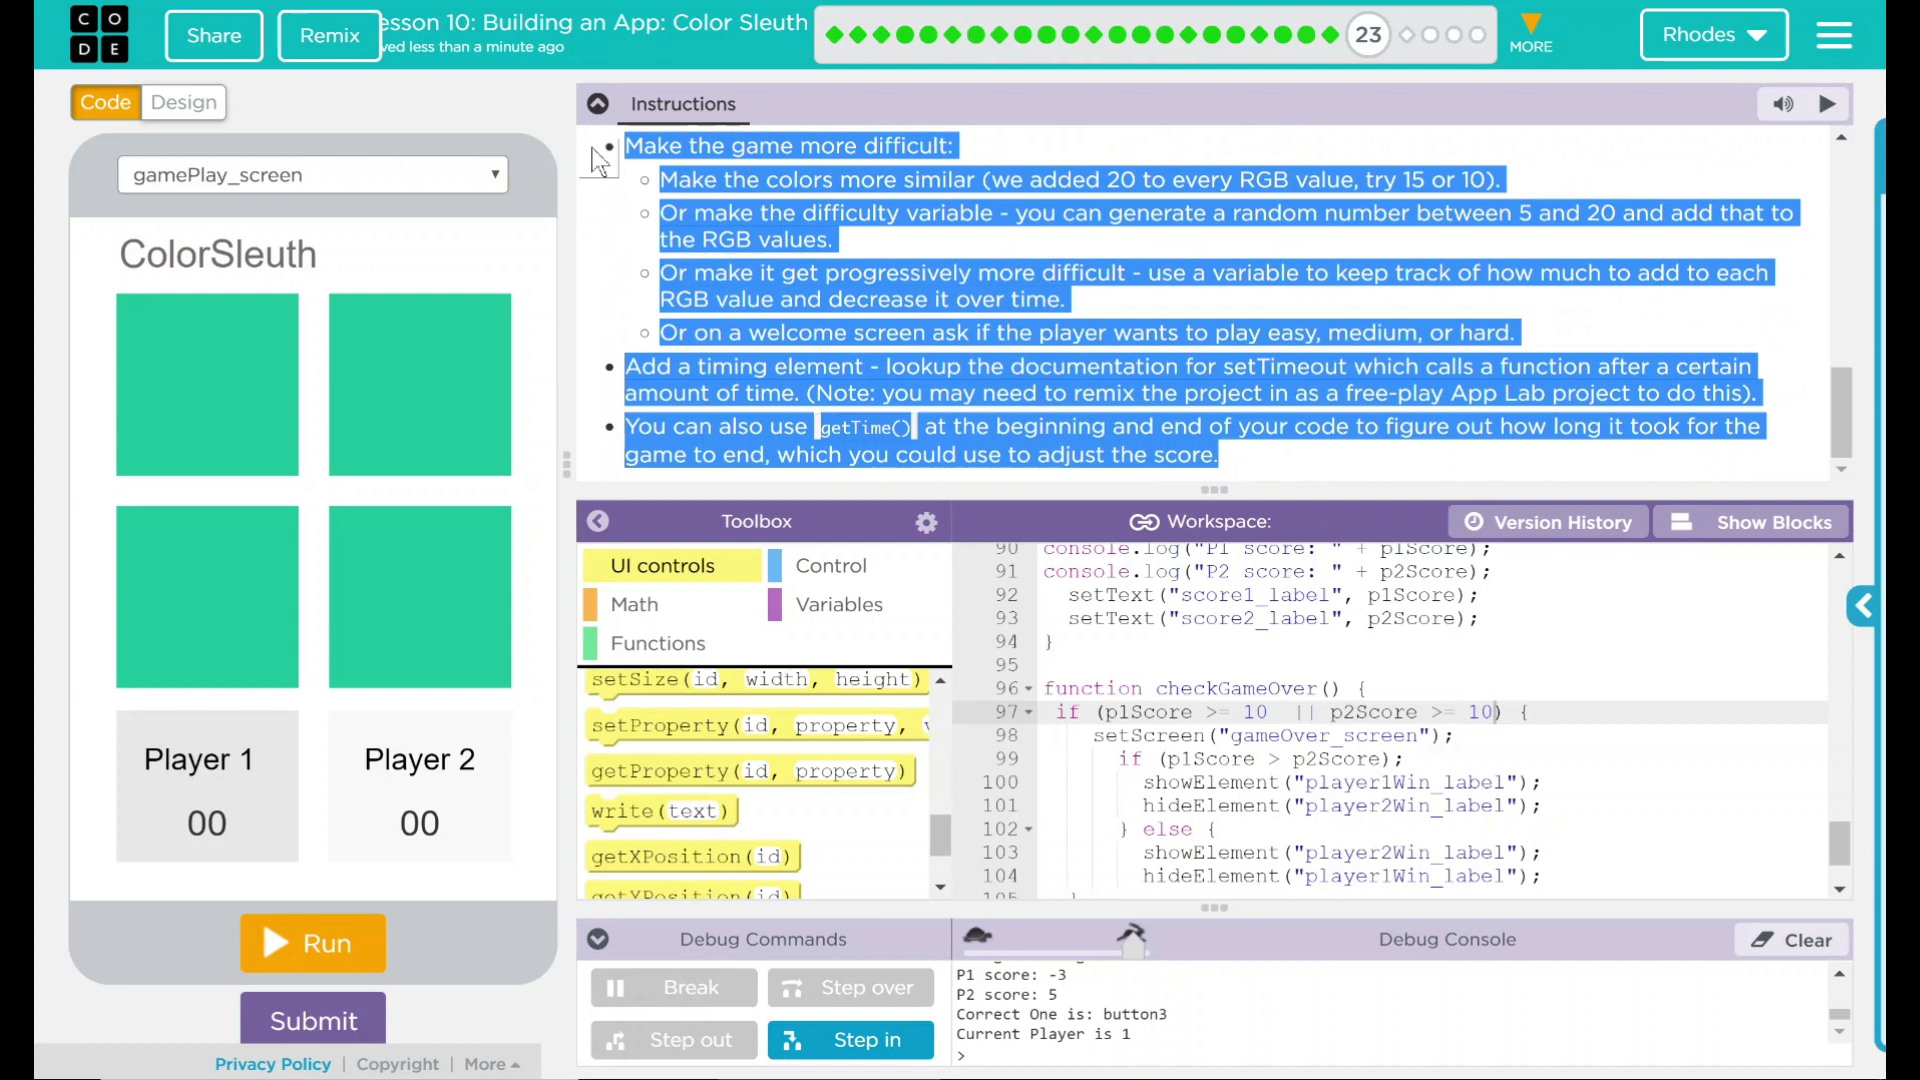 CODE
Share
Remix
esson 10: Building an App: Color Sleuth
ved less than a minute ago
23
MORE
Rhodes
Code
Design
Instructions
gamePlay_screen
ColorSleuth
Player 1
00
Player 2
00
Run
Submit
Privacy Policy | Copyright | More
Make the game more difficult:
Make the colors more similar (we added 20 to every RGB value, try 15 or 10).
Or make the difficulty variable - you can generate a random number between 5 and 20 and add that to
the RGB values.
Or make it get progressively more difficult - use a variable to keep track of how much to add to each
RGB value and decrease it over time.
Or on a welcome screen ask if the player wants to play easy, medium, or hard.
Add a timing element - lookup the documentation for setTimeout which calls a function after a certain
amount of time. (Note: you may need to remix the project in as a free-play App Lab project to do this).
You can also use getTime() at the beginning and end of your code to figure out how long it took for the
game to end, which you could use to adjust the score.
Toolbox
Workspace:
Version History
Show Blocks
UI controls
Control
Math
Variables
Functions
setSize(id, width, height)
setProperty(id, property,
getProperty(id, property)
write(text)
getXPosition(id)
getYPosition(id)
90 console.log("P1 score: " + p1Score);
91 console.log("P2 score: " + p2Score);
92 setText("score1_label", p1Score);
93 setText("score2_label", p2Score);
94 }
95
96 function checkGameOver() {
97 if (p1Score >= 10 || p2Score >= 10) {
98 setScreen("gameOver_screen");
99 if (p1Score > p2Score);
100 showElement("player1Win_label");
101 hideElement("player2Win_label");
102 } else {
103 showElement("player2Win_label");
104 hideElement("player1Win_label");
105 }
Debug Commands
Debug Console
Clear
Break
Step over
Step out
Step in
P1 score: -3
P2 score: 5
Correct One is: button3
Current Player is 1
>